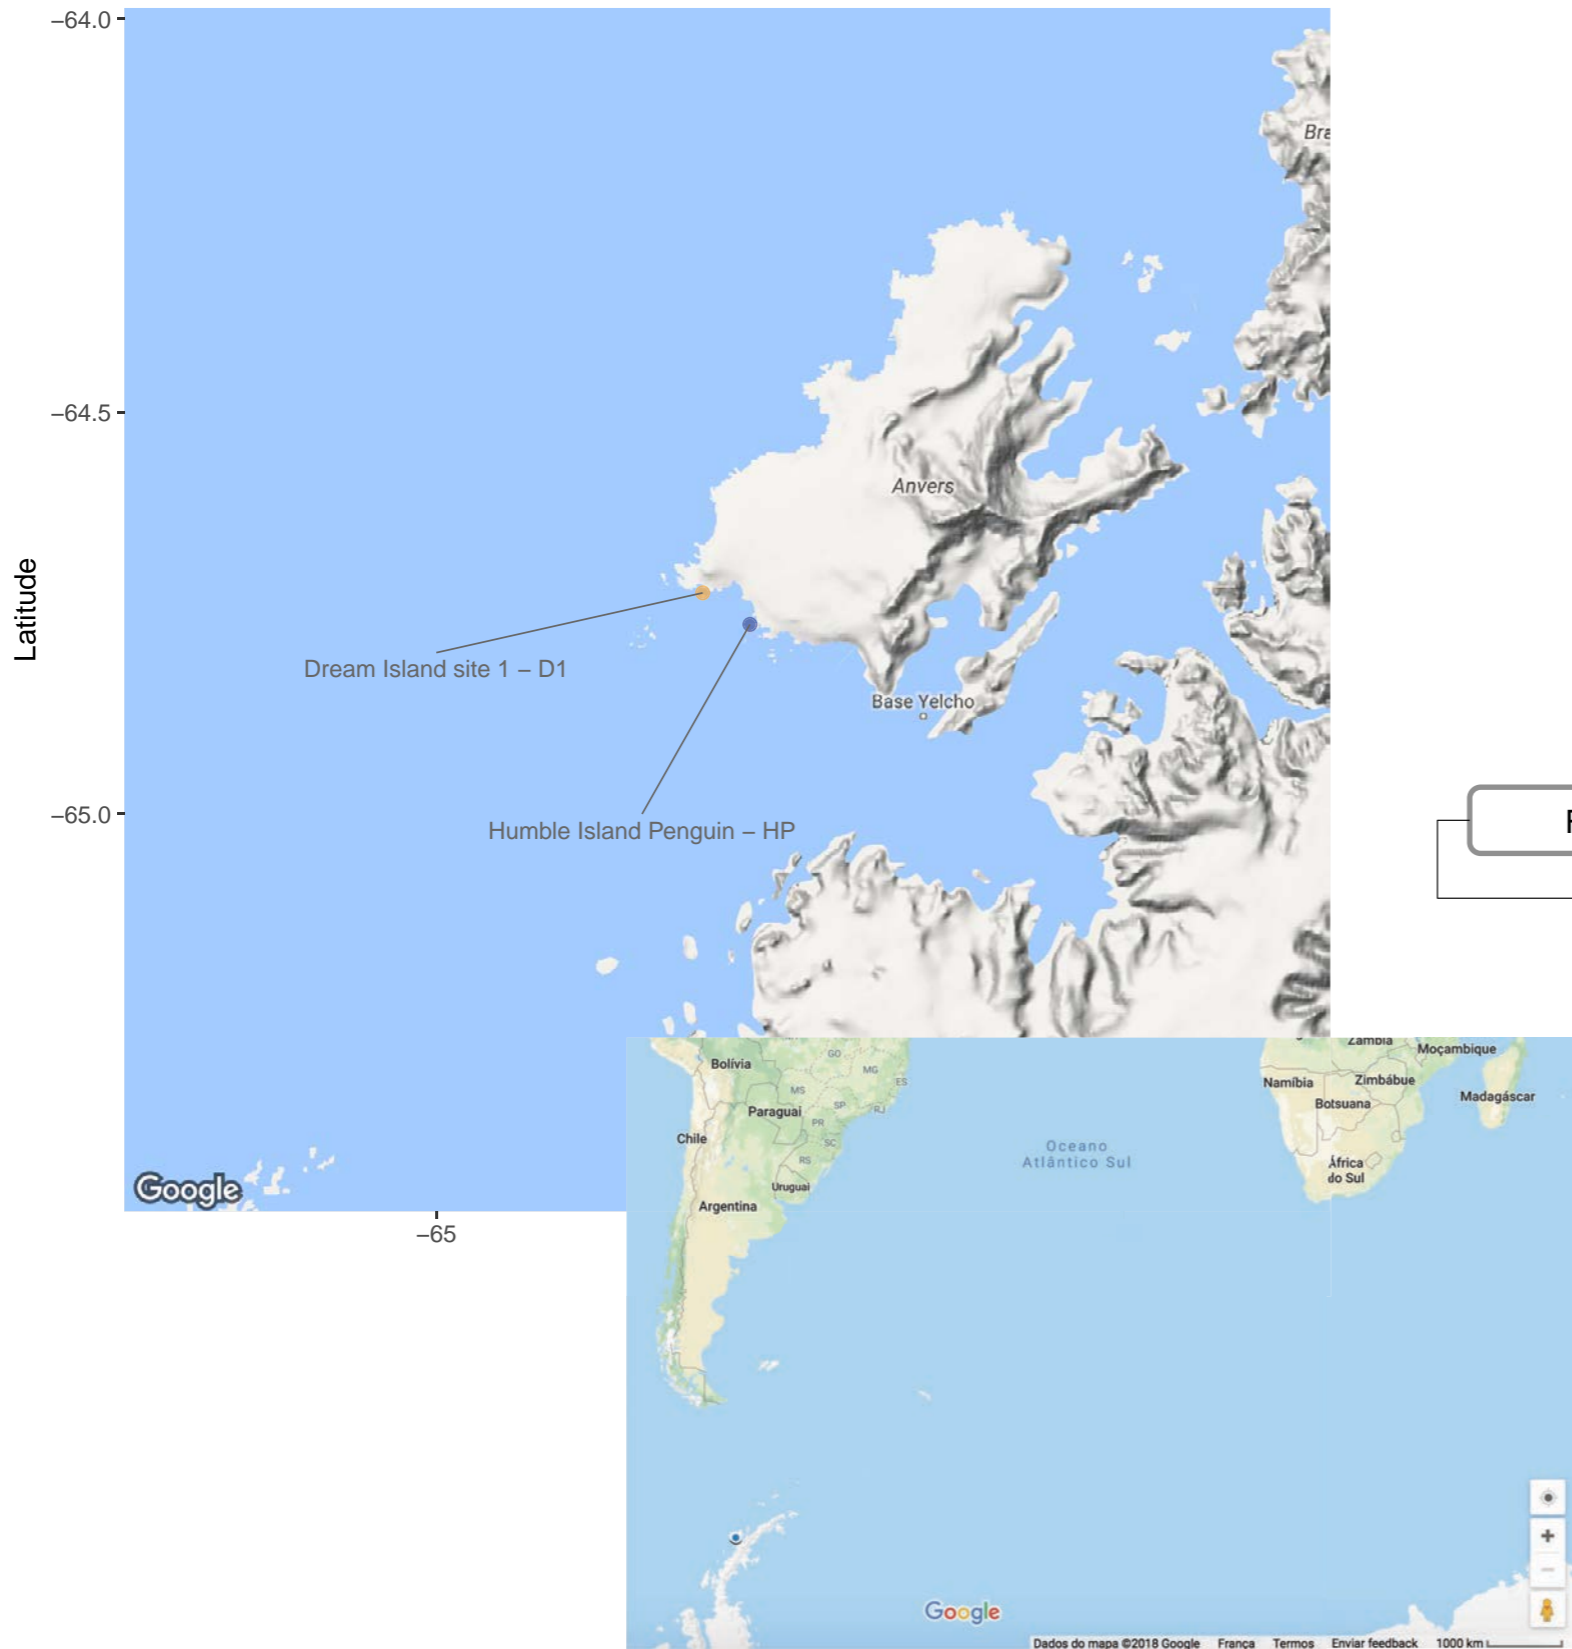 −64.0
Bra
−64.5
Anvers
Latitude
Dream Island site 1 − D1
Base Yelcho
−65.0
Humble Island Penguin − HP
Google
−65
Bolívia
GO
MG
ES
MS
Paraguai
SP
RJ
PR
SC
Chile
RS
Uruguai
Argentina
Oceano
Atlântico Sul
Zâmbia
Moçambique
Namíbia
Zimbábue
Botsuana
Madagáscar
África
do Sul
Google
Dados do mapa ©2018 Google França Termos Enviar feedback 1000 km